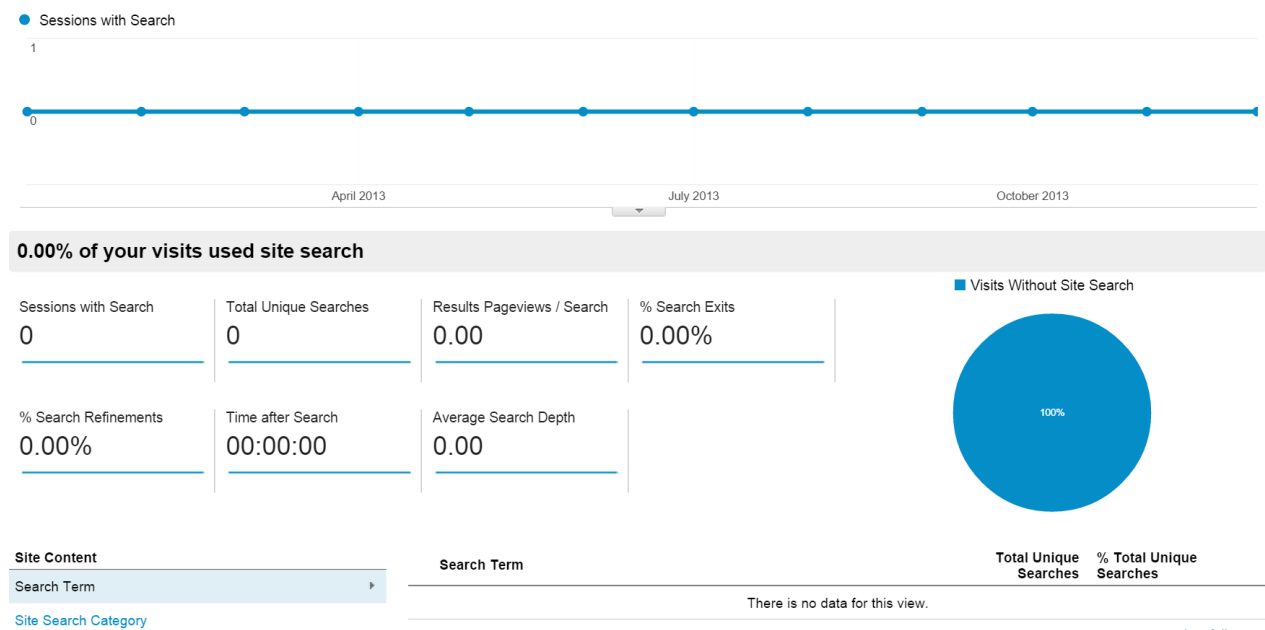 Sessions with Search
1
0
April 2013 July 2013 October 2013
0.00% of your visits used site search
Visits Without Site Search
Sessions with Search Total Unique Searches Results Pageviews / Search % Search Exits
0 0 0.00 0.00%
100%
% Search Refinements Time after Search Average Search Depth
0.00% 00:00:00 0.00
Site Content
Search Term
Site Search Category
Search Term
Total Unique Searches
% Total Unique Searches
There is no data for this view.